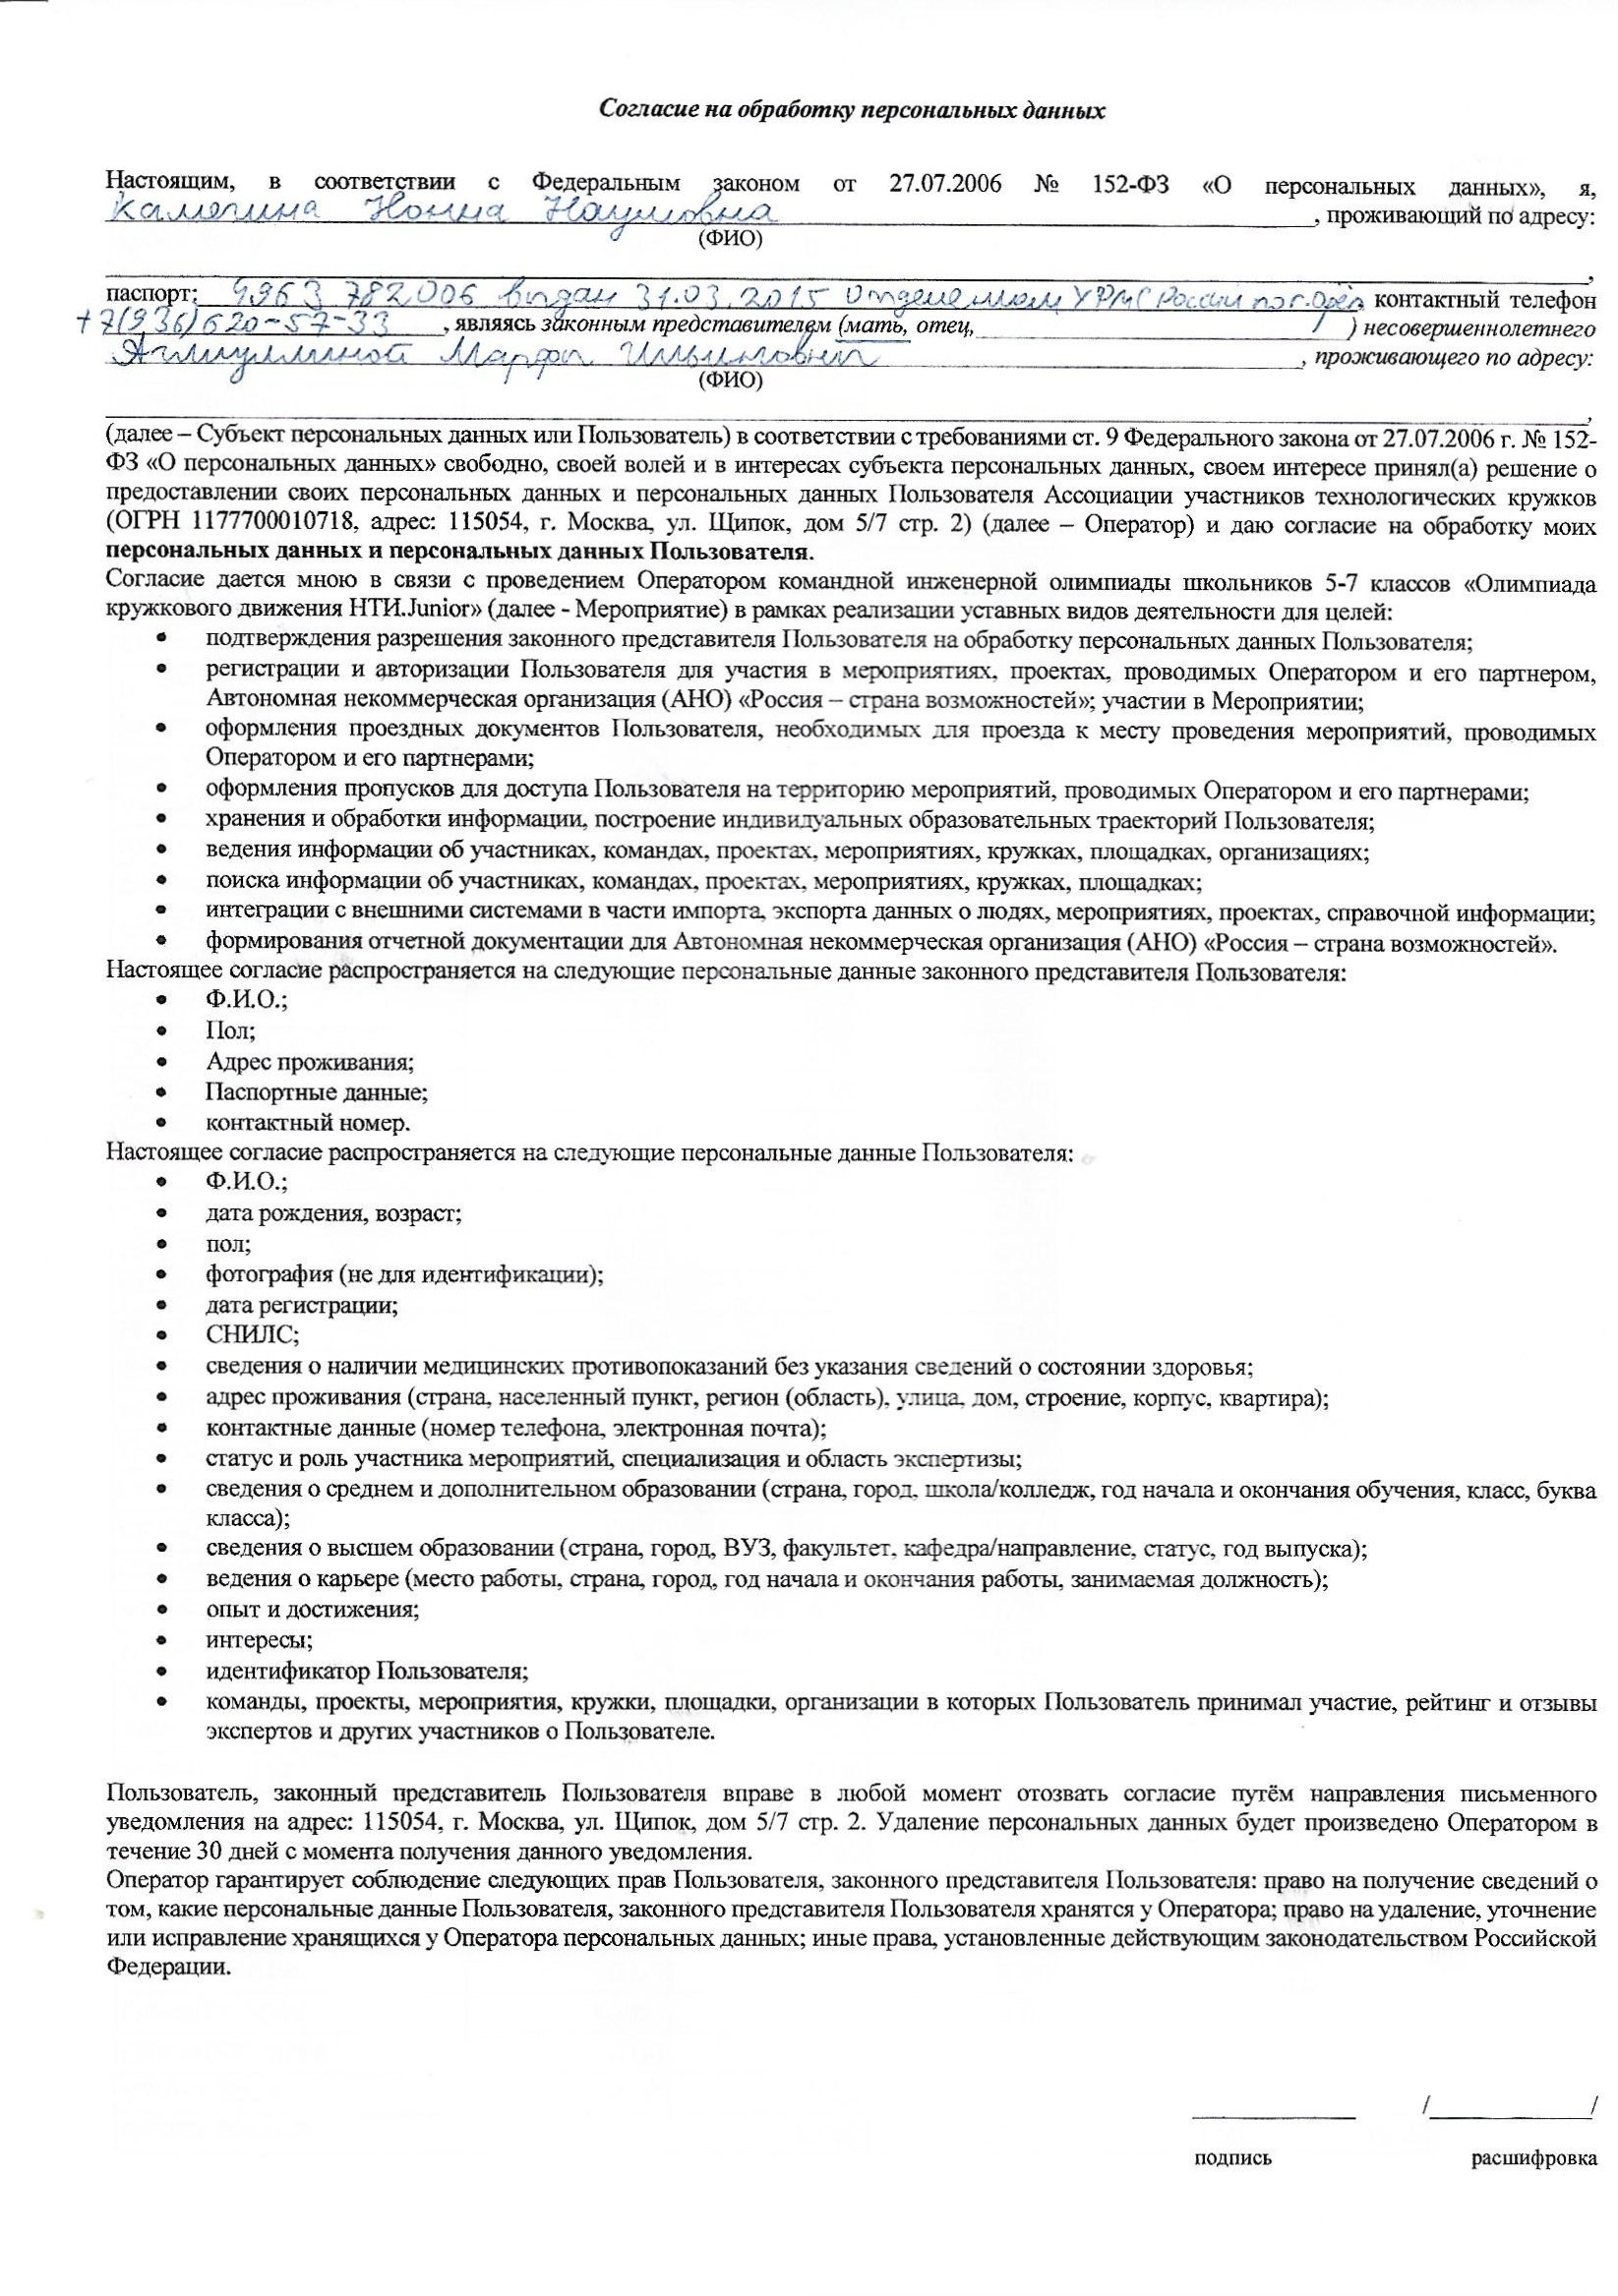 Согласие на обработку персональных данных
Настоящим, в соответствии с Федеральным законом от 27.07.2006 № 152-ФЗ «О персональных данных», я,
Калягина Нонна Наумовна, проживающий по адресу:
(ФИО)
,
паспорт: 4963 782006 выдан 31.03.2015 Отделением УФМС России по г. Орёл, контактный телефон
+7(936)620-57-33, являясь законным представителем (мать, отец, / ) несовершеннолетнего
Марфы, проживающего по адресу:
(ФИО)
,
(далее – Субъект персональных данных или Пользователь) в соответствии с требованиями ст. 9 Федерального закона от 27.07.2006 г. № 152-
ФЗ «О персональных данных» свободно, своей волей и в интересах субъекта персональных данных, своем интересе принял(а) решение о
предоставлении своих персональных данных и персональных данных Пользователя Ассоциации участников технологических кружков
(ОГРН 1177700010718, адрес: 115054, г. Москва, ул. Щипок, дом 5/7 стр. 2) (далее – Оператор) и даю согласие на обработку моих
персональных данных и персональных данных Пользователя.
Согласие дается мною в связи с проведением Оператором командной инженерной олимпиады школьников 5-7 классов «Олимпиада
кружкового движения НТИ.Junior» (далее - Мероприятие) в рамках реализации уставных видов деятельности для целей:
• подтверждения разрешения законного представителя Пользователя на обработку персональных данных Пользователя;
• регистрации и авторизации Пользователя для участия в мероприятиях, проектах, проводимых Оператором и его партнером,
Автономная некоммерческая организация (АНО) «Россия – страна возможностей»; участии в Мероприятии;
• оформления проездных документов Пользователя, необходимых для проезда к месту проведения мероприятий, проводимых
Оператором и его партнерами;
• оформления пропусков для доступа Пользователя на территорию мероприятий, проводимых Оператором и его партнерами;
• хранения и обработки информации, построение индивидуальных образовательных траекторий Пользователя;
• ведения информации об участниках, командах, проектах, мероприятиях, кружках, площадках, организациях;
• поиска информации об участниках, командах, проектах, мероприятиях, кружках, площадках;
• интеграции с внешними системами в части импорта, экспорта данных о людях, мероприятиях, проектах, справочной информации;
• формирования отчетной документации для Автономная некоммерческая организация (АНО) «Россия – страна возможностей».
Настоящее согласие распространяется на следующие персональные данные законного представителя Пользователя:
• Ф.И.О.;
• Пол;
• Адрес проживания;
• Паспортные данные;
• контактный номер.
Настоящее согласие распространяется на следующие персональные данные Пользователя:
• Ф.И.О.;
• дата рождения, возраст;
• пол;
• фотография (не для идентификации);
• дата регистрации;
• СНИЛС;
• сведения о наличии медицинских противопоказаний без указания сведений о состоянии здоровья;
• адрес проживания (страна, населенный пункт, регион (область), улица, дом, строение, корпус, квартира);
• контактные данные (номер телефона, электронная почта);
• статус и роль участника мероприятий, специализация и область экспертизы;
• сведения о среднем и дополнительном образовании (страна, город, школа/колледж, год начала и окончания обучения, класс, буква
класса);
• сведения о высшем образовании (страна, город, ВУЗ, факультет, кафедра/направление, статус, год выпуска);
• ведения о карьере (место работы, страна, город, год начала и окончания работы, занимаемая должность);
• опыт и достижения;
• интересы;
• идентификатор Пользователя;
• команды, проекты, мероприятия, кружки, площадки, организации в которых Пользователь принимал участие, рейтинг и отзывы
экспертов и других участников о Пользователе.
Пользователь, законный представитель Пользователя вправе в любой момент отозвать согласие путём направления письменного
уведомления на адрес: 115054, г. Москва, ул. Щипок, дом 5/7 стр. 2. Удаление персональных данных будет произведено Оператором в
течение 30 дней с момента получения данного уведомления.
Оператор гарантирует соблюдение следующих прав Пользователя, законного представителя Пользователя: право на получение сведений о
том, какие персональные данные Пользователя, законного представителя Пользователя хранятся у Оператора; право на удаление, уточнение
или исправление хранящихся у Оператора персональных данных; иные права, установленные действующим законодательством Российской
Федерации.
/ /
подпись расшифровка